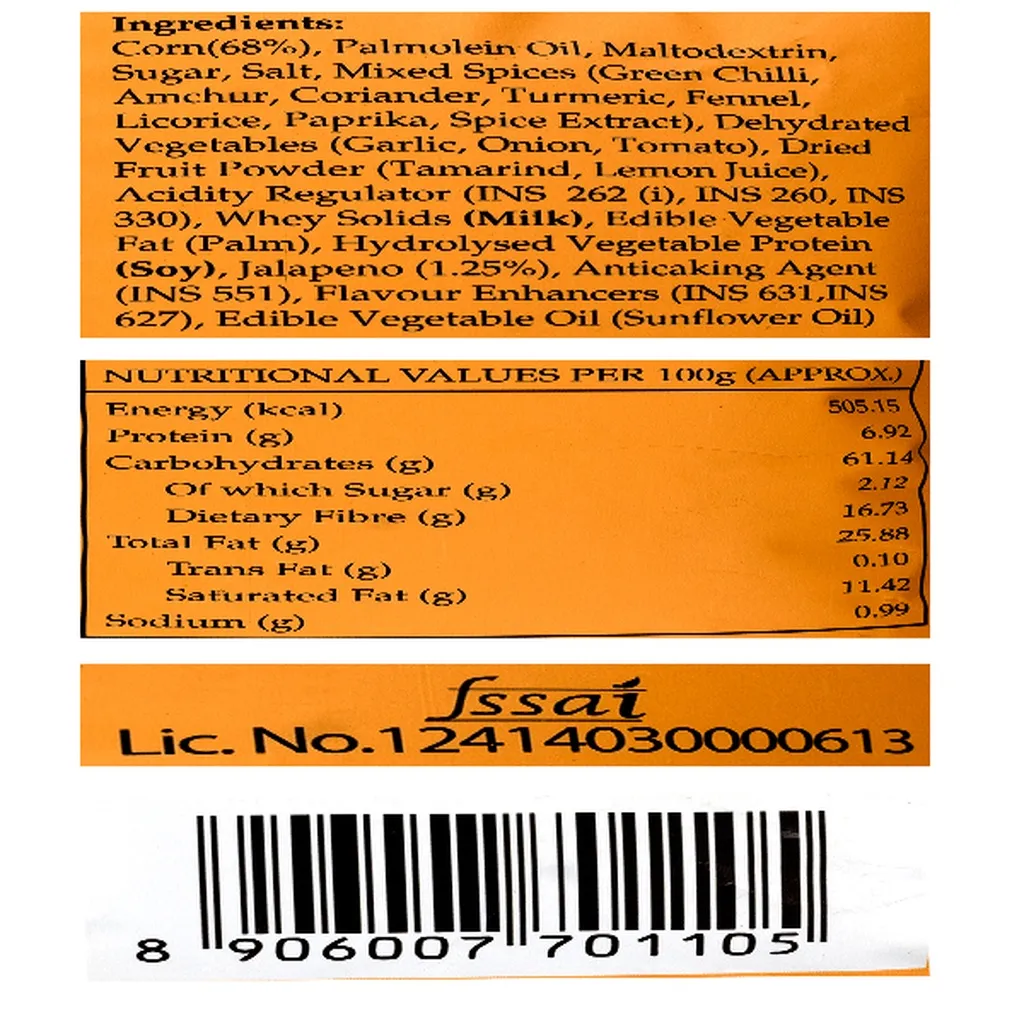 Ingredients:
Corn(68%), Palmolein Oil, Maltodextrin,
Sugar, Salt, Mixed Spices (Green Chilli,
Amchur, Coriander, Turmeric, Fennel,
Licorice, Paprika, Spice Extract), Dehydrated
Vegetables (Garlic, Onion, Tomato), Dried
Fruit Powder (Tamarind, Lemon Juice),
Acidity Regulator (INS 262 (i), INS 260, INS
330), Whey Solids (Milk), Edible Vegetable
Fat (Palm), Hydrolysed Vegetable Protein
(Soy), Jalapeno (1.25%), Anticaking Agent
(INS 551), Flavour Enhancers (INS 631,INS
627), Edible Vegetable Oil (Sunflower Oil)
NUTRITIONAL VALUES PER 100g (APPROX.)
Energy (kcal) 505.15
Protein (g) 6.92
Carbohydrates (g) 61.14
Of which Sugar (g) 2.12
Dietary Fibre (g) 16.73
Total Fat (g) 25.88
Trans Fat (g) 0.10
Saturated Fat (g) 11.42
Sodium (g) 0.99
fssai
Lic. No.12414030000613
8 906007 701105